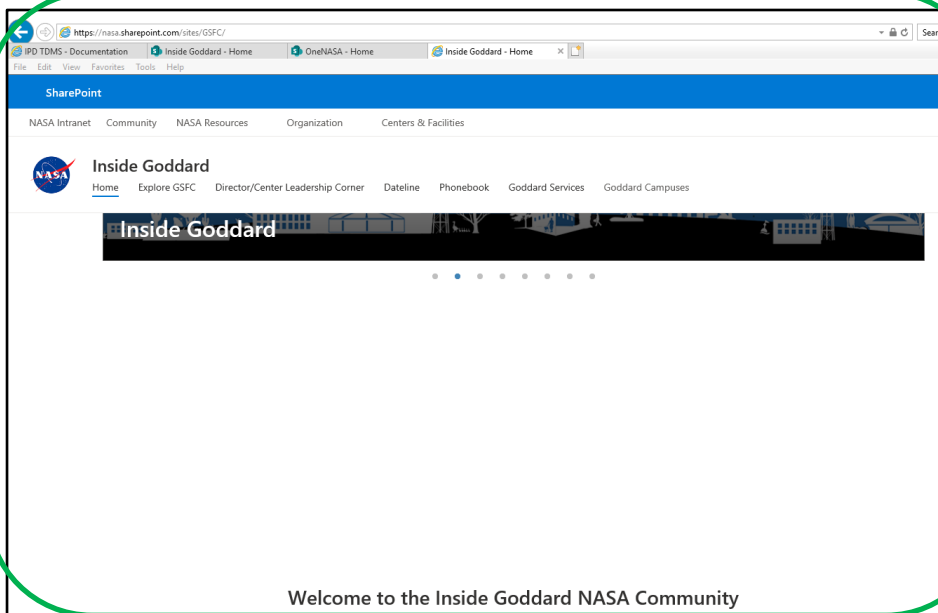 https://nasa.sharepoint.com/sites/GSFC/
Sear
IPD TDMS - Documentation Inside Goddard - Home OneNASA - Home Inside Goddard - Home
File Edit View Favorites Tools Help
SharePoint
NASA Intranet Community NASA Resources Organization Centers & Facilities
NASA
Inside Goddard
Home Explore GSFC Director/Center Leadership Corner Dateline Phonebook Goddard Services Goddard Campuses
Inside Goddard
Welcome to the Inside Goddard NASA Community